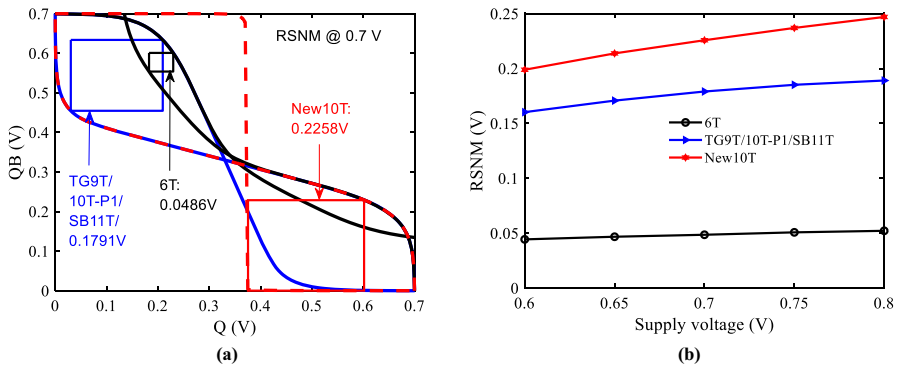 RSNM @ 0.7 V
New10T:
0.2258V
TG9T/
10T-P1/
SB11T/
0.1791V
6T:
0.0486V
QB (V)
0.7
0.6
0.5
0.4
0.3
0.2
0.1
0
0 0.1 0.2 0.3 0.4 0.5 0.6 0.7
Q (V)
(a)
RSNM (V)
0.25
0.2
0.15
0.1
0.05
0
6T
TG9T/10T-P1/SB11T
New10T
0.6 0.65 0.7 0.75 0.8
Supply voltage (V)
(b)